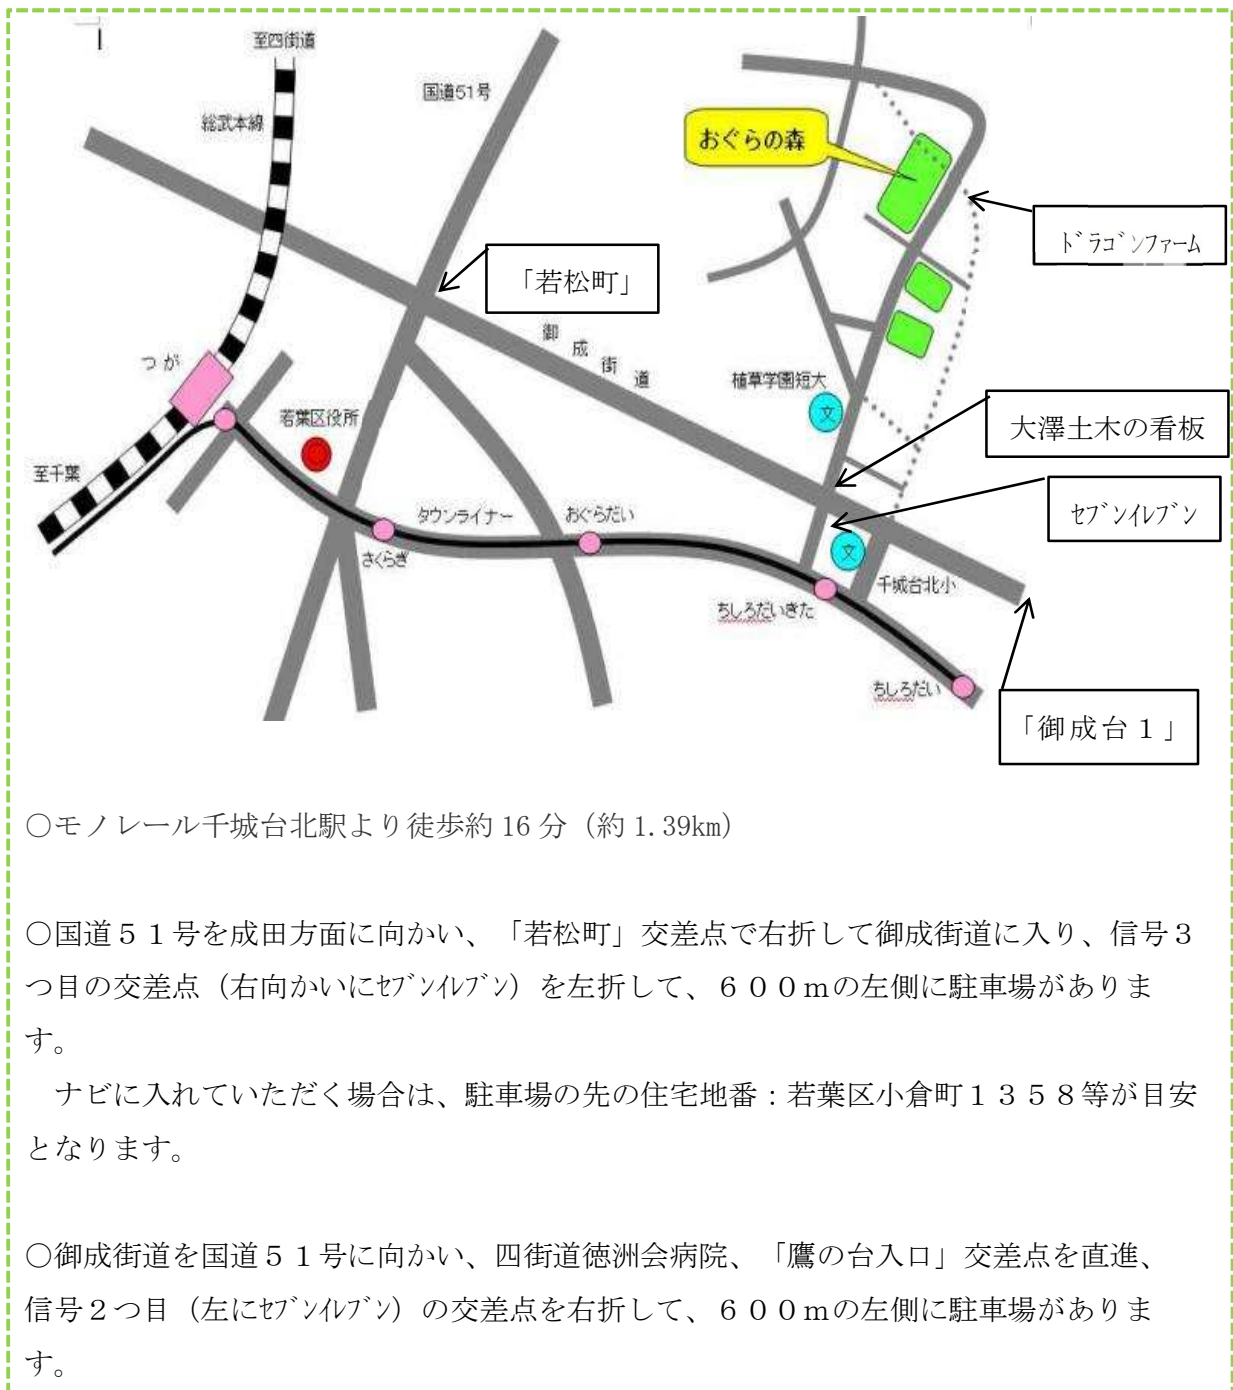 至四街道
国道51号
総武本線
おぐらの森
ドラゴンファーム
「若松町」
御成街道
つが
植草学園短大
文
若葉区役所
大澤土木の看板
至千葉
セブンイレブン
タウンライナー
おぐらだい
さくらぎ
文
千城台北小
ちしろだいきた
ちしろだい
「御成台１」
○モノレール千城台北駅より徒歩約 16 分（約 1.39km）
○国道５１号を成田方面に向かい、「若松町」交差点で右折して御成街道に入り、信号３
つ目の交差点（右向かいにｾﾌﾞﾝｲﾚﾌﾞﾝ）を左折して、６００ｍの左側に駐車場がありま
す。
　ナビに入れていただく場合は、駐車場の先の住宅地番：若葉区小倉町１３５８等が目安
となります。
○御成街道を国道５１号に向かい、四街道徳洲会病院、「鷹の台入口」交差点を直進、
信号２つ目（左にｾﾌﾞﾝｲﾚﾌﾞﾝ）の交差点を右折して、６００ｍの左側に駐車場がありま
す。